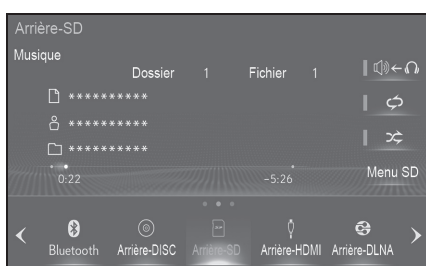 Arrière-SD
Musique
Dossier 1 Fichier 1
**********
**********
**********
0:22 -5:26
Menu SD
Bluetooth Arrière-DISC Arrière-SD Arrière-HDMI Arrière-DLNA